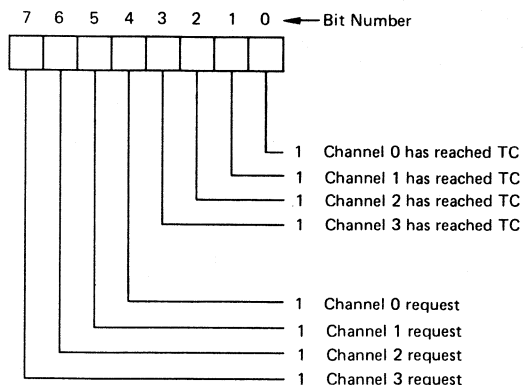 7 6 5 4 3 2 1 0 Bit Number
1 Channel 0 has reached TC
1 Channel 1 has reached TC
1 Channel 2 has reached TC
1 Channel 3 has reached TC
1 Channel 0 request
1 Channel 1 request
1 Channel 2 request
1 Channel 3 request